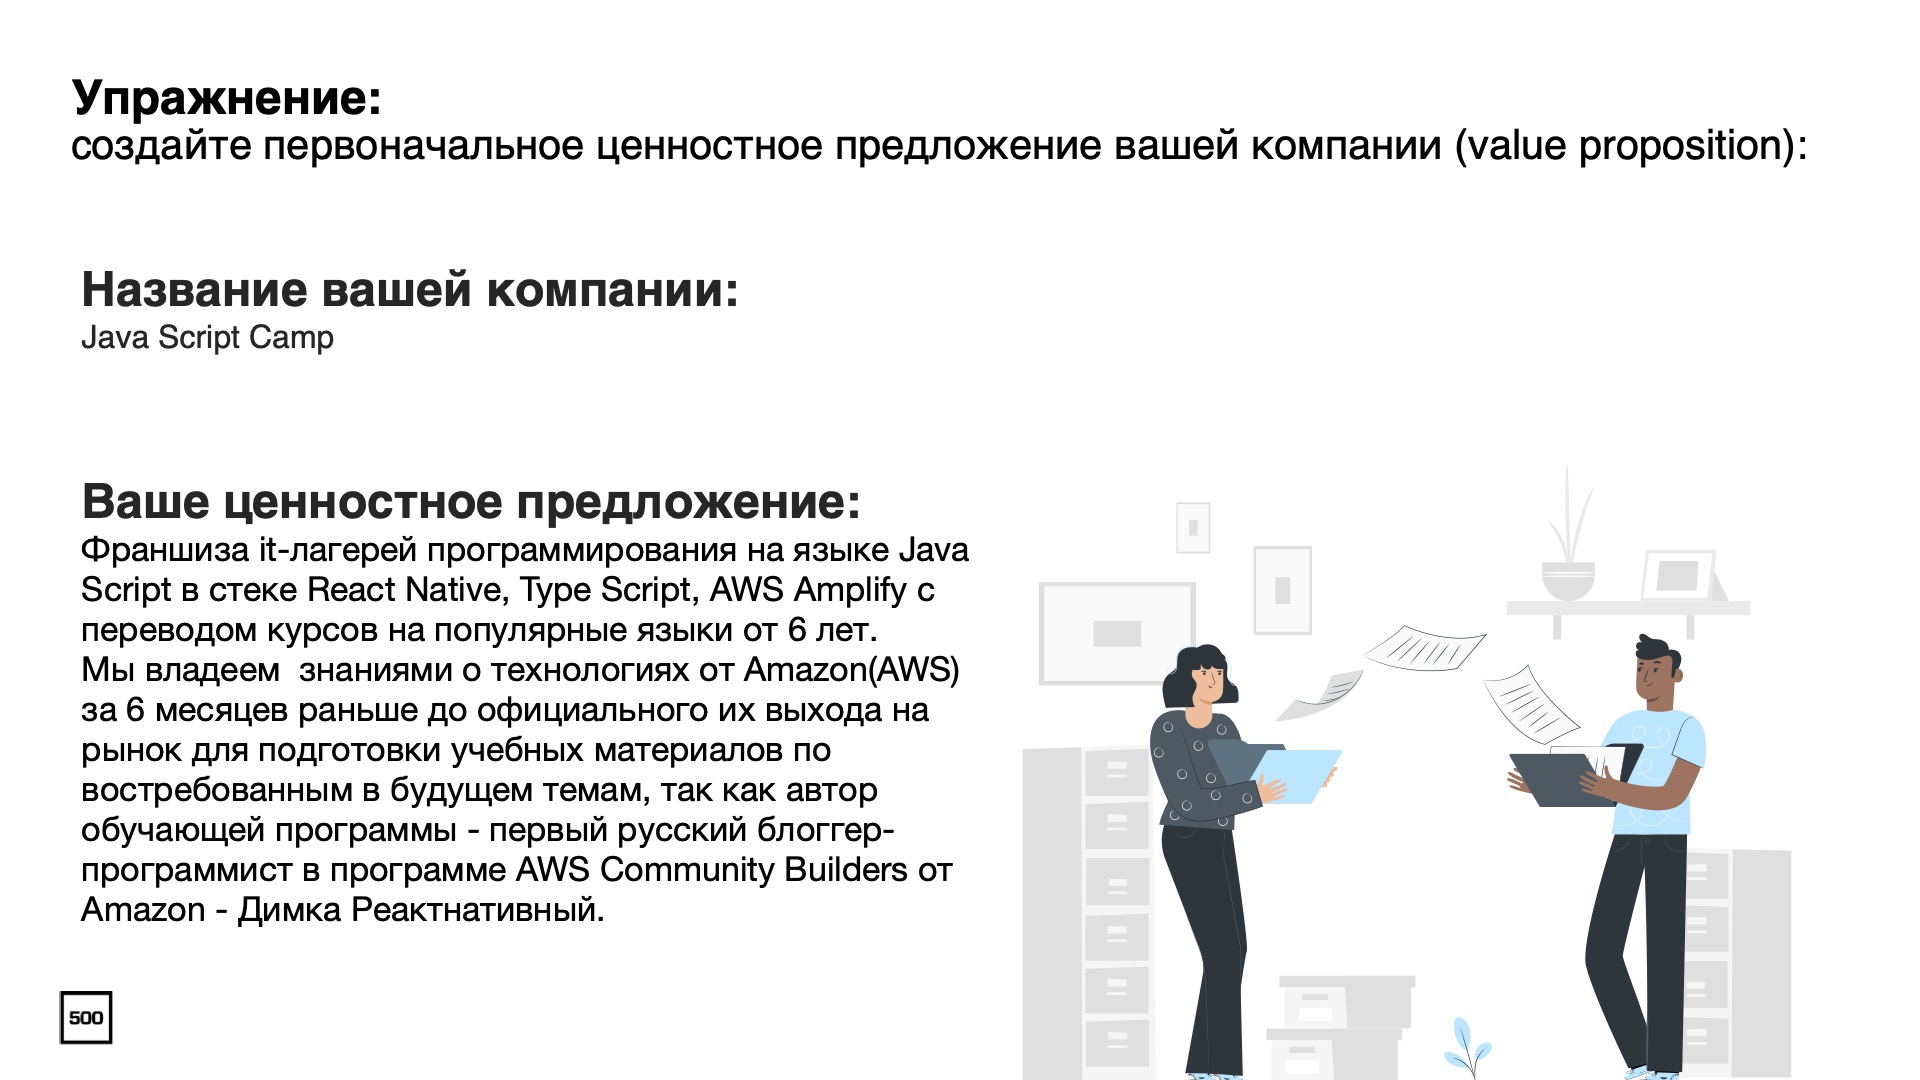 Упражнение:
создайте первоначальное ценностное предложение вашей компании (value proposition):
Название вашей компании:
Java Script Camp
Ваше ценностное предложение:
Франшиза it-лагерей программирования на языке Java
Script в стеке React Native, Type Script, AWS Amplify с
переводом курсов на популярные языки от 6 лет.
Мы владеем  знаниями о технологиях от Amazon(AWS)
за 6 месяцев раньше до официального их выхода на
рынок для подготовки учебных материалов по
востребованным в будущем темам, так как автор
обучающей программы - первый русский блоггер-
программист в программе AWS Community Builders от
Amazon - Димка Реактнативный.
500